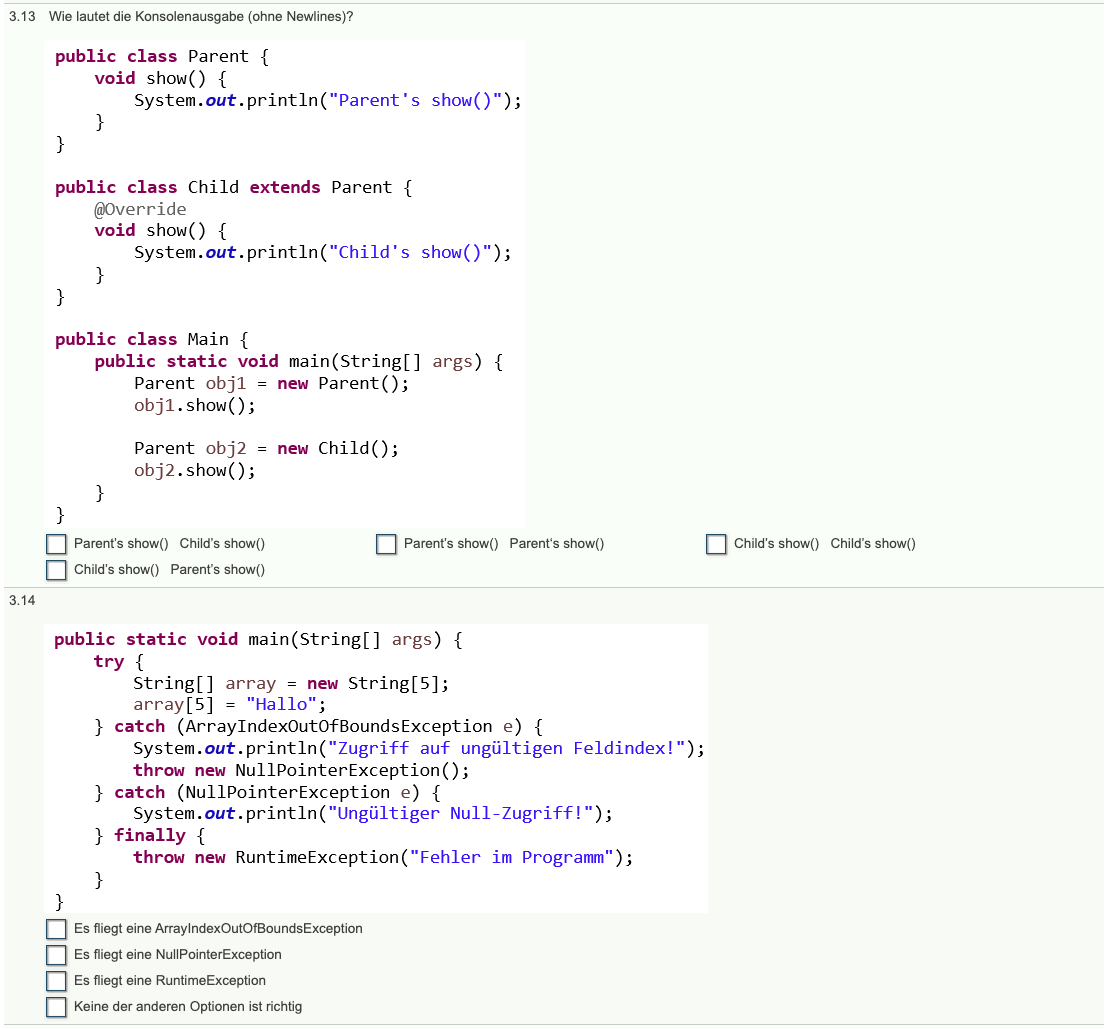 3.13 Wie lautet die Konsolenausgabe (ohne Newlines)?
public class Parent {
    void show() {
        System.out.println("Parent's show()");
    }
}
public class Child extends Parent {
    @Override
    void show() {
        System.out.println("Child's show()");
    }
}
public class Main {
    public static void main(String[] args) {
        Parent obj1 = new Parent();
        obj1.show();
        Parent obj2 = new Child();
        obj2.show();
    }
}
Parent's show() Child's show() Parent's show() Parent's show() Child's show() Child's show()
Child's show() Parent's show()
3.14
public static void main(String[] args) {
    try {
        String[] array = new String[5];
        array[5] = "Hallo";
    } catch (ArrayIndexOutOfBoundsException e) {
        System.out.println("Zugriff auf ungültigen Feldindex!");
        throw new NullPointerException();
    } catch (NullPointerException e) {
        System.out.println("Ungültiger Null-Zugriff!");
    } finally {
        throw new RuntimeException("Fehler im Programm");
    }
}
Es fliegt eine ArrayIndexOutOfBoundsException
Es fliegt eine NullPointerException
Es fliegt eine RuntimeException
Keine der anderen Optionen ist richtig